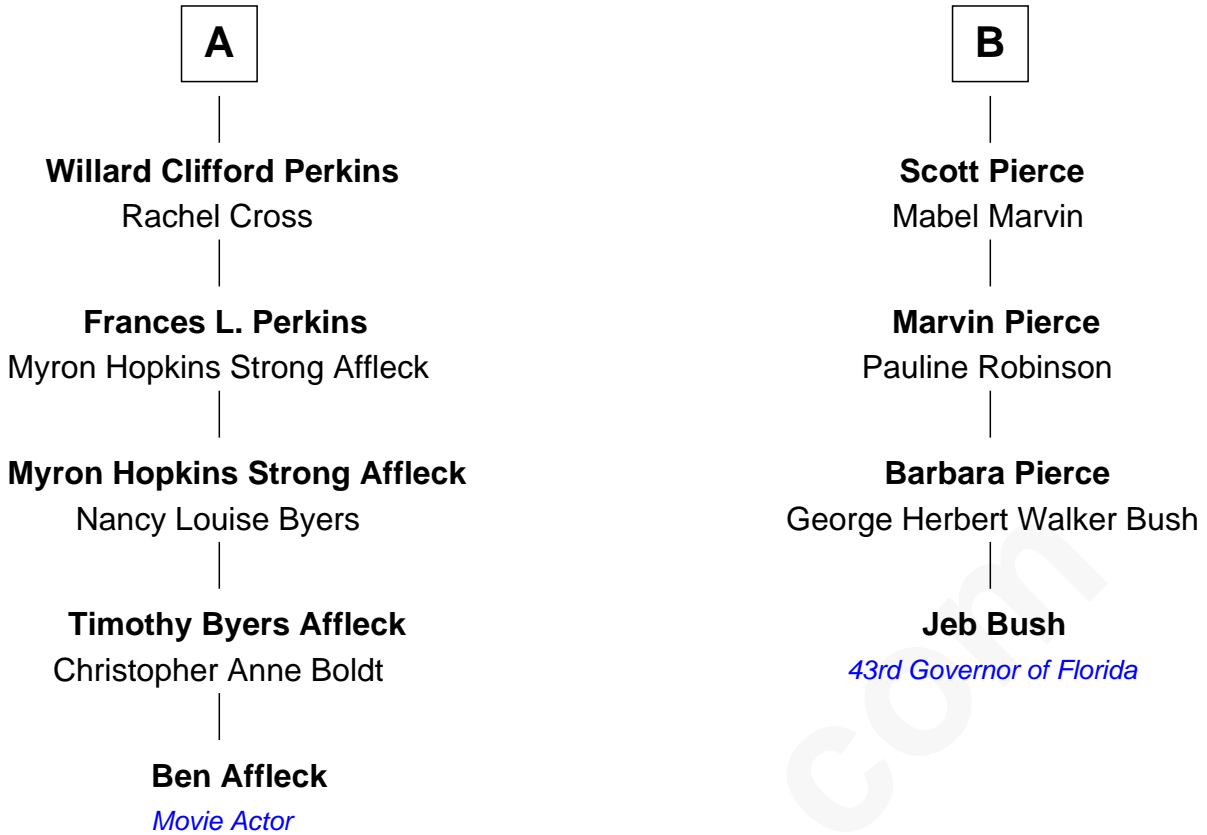 A
Willard Clifford Perkins
Rachel Cross
Frances L. Perkins
Myron Hopkins Strong Affleck
Myron Hopkins Strong Affleck
Nancy Louise Byers
Timothy Byers Affleck
Christopher Anne Boldt
Ben Affleck
Movie Actor
B
Scott Pierce
Mabel Marvin
Marvin Pierce
Pauline Robinson
Barbara Pierce
George Herbert Walker Bush
Jeb Bush
43rd Governor of Florida
com